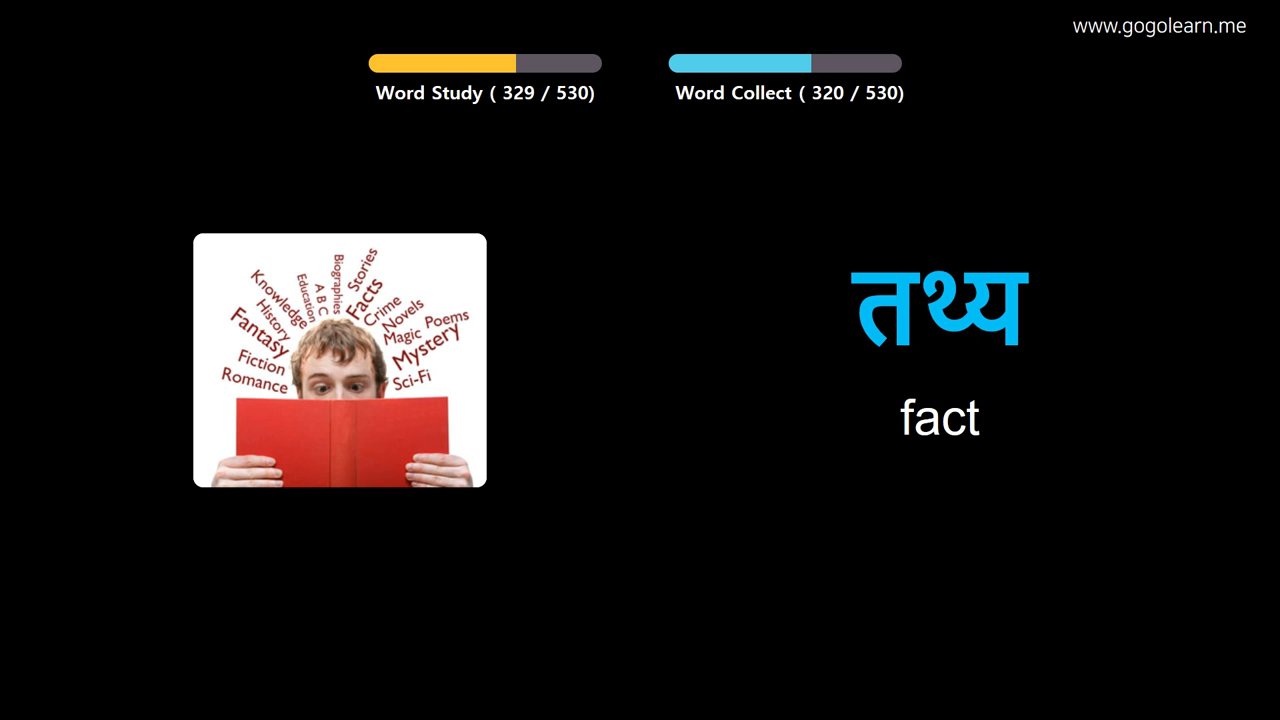 www.gogolearn.me
Word Study ( 329 / 530)
Word Collect ( 320 / 530)
Knowledge
History
Fantasy
Fiction
Romance
Education
A B C
Biographies
Stories
Facts
Crime
Novels
Magic
Poems
Mystery
Sci-Fi
तथ्य
fact